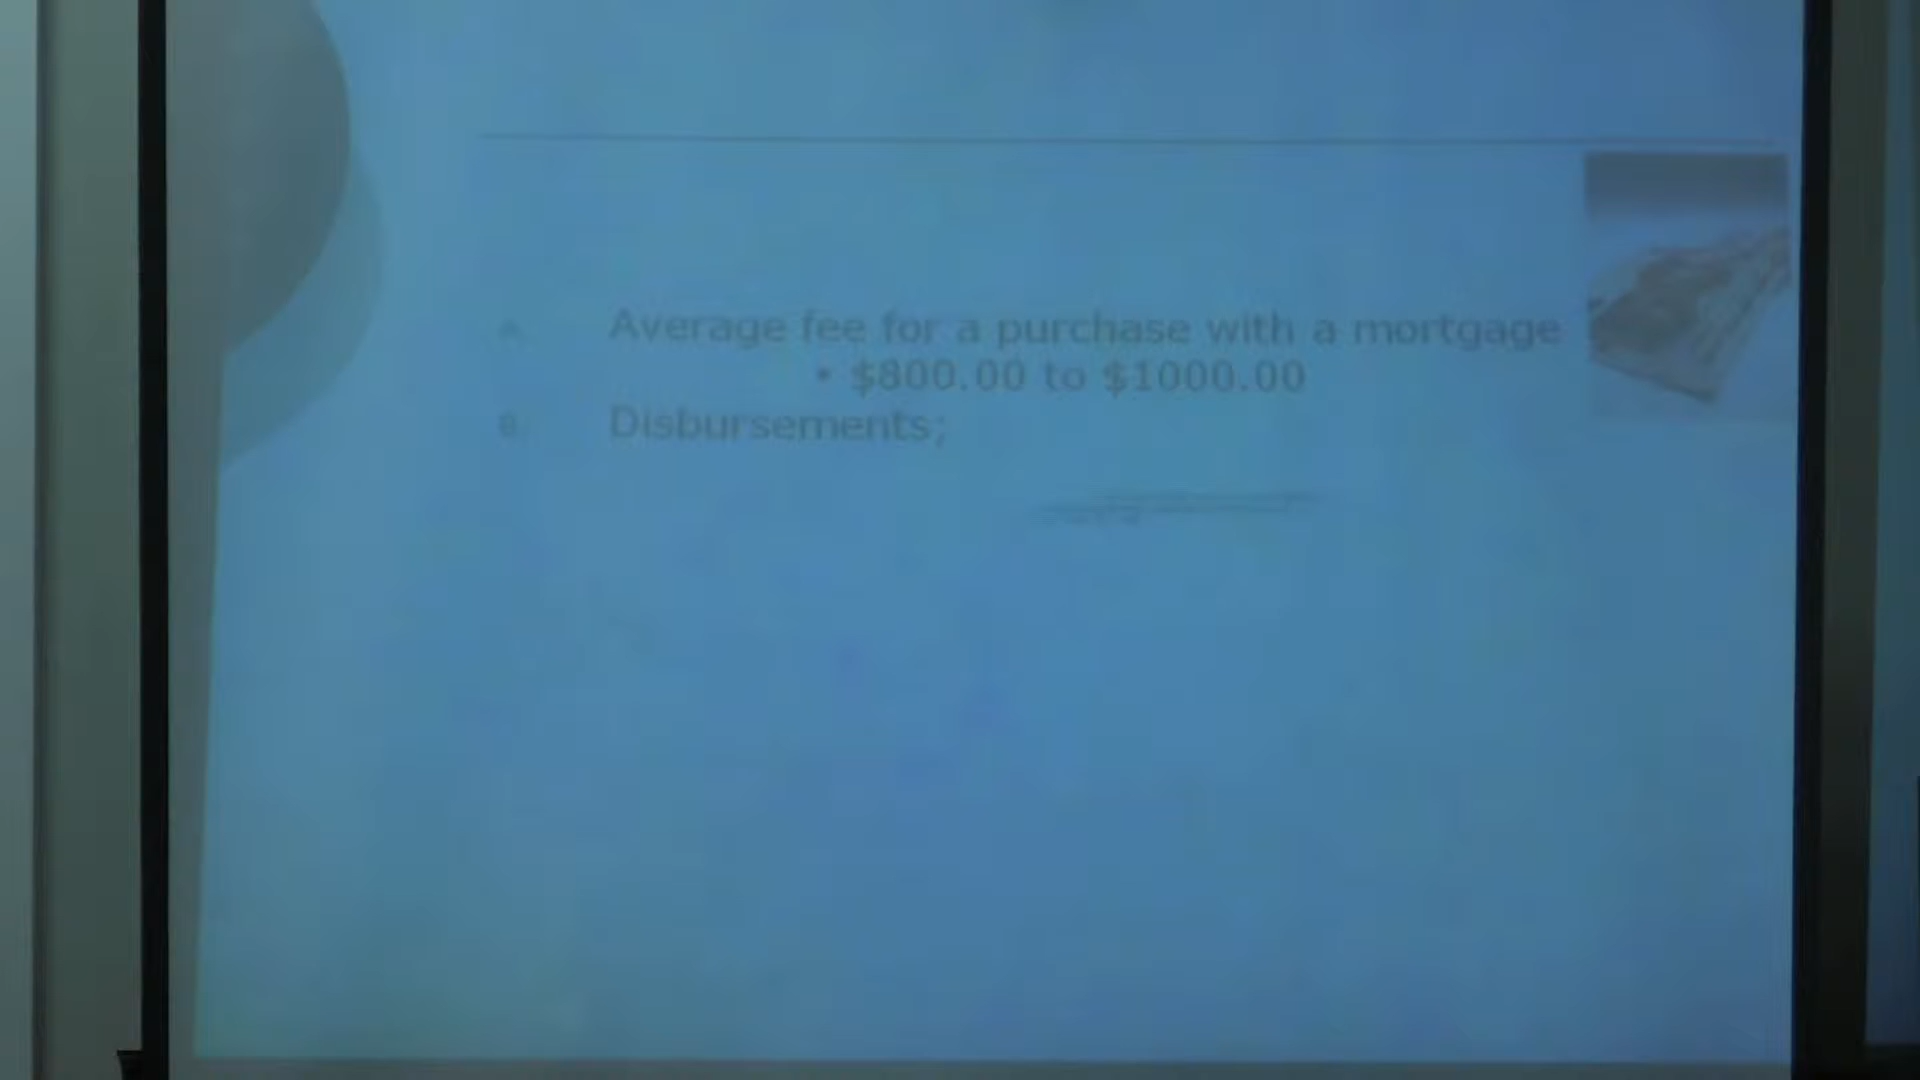 A. Average fee for a purchase with a mortgage
• $800.00 to $1000.00
B. Disbursements;